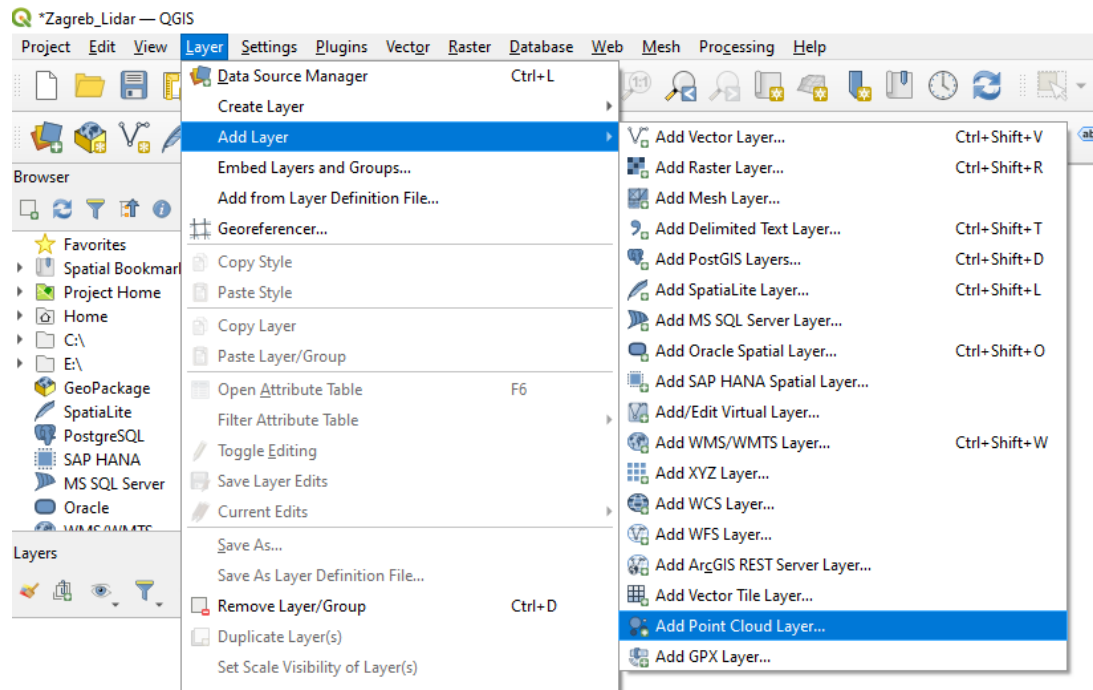 *Zagreb_Lidar — QGIS
Project Edit View Layer Settings Plugins Vector Raster Database Web Mesh Processing Help
Data Source Manager Ctrl+L
Create Layer
Add Layer
Embed Layers and Groups...
Add from Layer Definition File...
Georeferencer...
Copy Style
Paste Style
Copy Layer
Paste Layer/Group
Open Attribute Table F6
Filter Attribute Table
Toggle Editing
Save Layer Edits
Current Edits
Save As...
Save As Layer Definition File...
Remove Layer/Group Ctrl+D
Duplicate Layer(s)
Set Scale Visibility of Layer(s)
Add Vector Layer... Ctrl+Shift+V
Add Raster Layer... Ctrl+Shift+R
Add Mesh Layer...
Add Delimited Text Layer... Ctrl+Shift+T
Add PostGIS Layers... Ctrl+Shift+D
Add SpatiaLite Layer... Ctrl+Shift+L
Add MS SQL Server Layer...
Add Oracle Spatial Layer... Ctrl+Shift+O
Add SAP HANA Spatial Layer...
Add/Edit Virtual Layer...
Add WMS/WMTS Layer... Ctrl+Shift+W
Add XYZ Layer...
Add WCS Layer...
Add WFS Layer...
Add ArcGIS REST Server Layer...
Add Vector Tile Layer...
Add Point Cloud Layer...
Add GPX Layer...
1:1
ab
Browser
Favorites
Spatial Bookmar
Project Home
Home
C:\
E:\
GeoPackage
SpatiaLite
PostgreSQL
SAP HANA
MS SQL Server
Oracle
WMS/WMTS
Layers